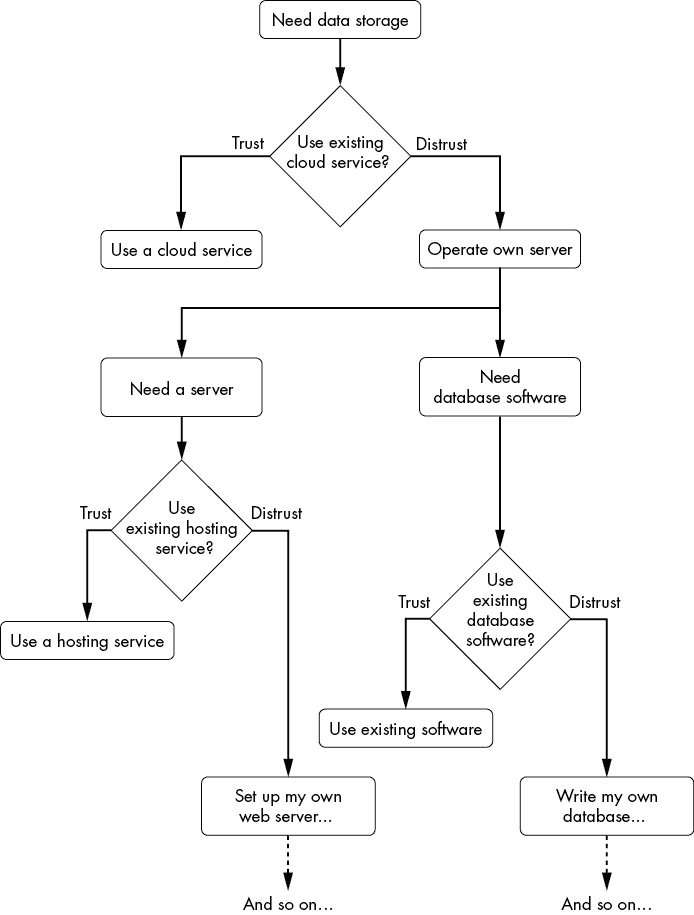 Need data storage
Trust
Use existing
cloud service?
Distrust
Use a cloud service
Operate own server
Need a server
Need
database software
Trust
Use
existing hosting
service?
Distrust
Use a hosting service
Trust
Use
existing
database
software?
Distrust
Use existing software
Set up my own
web server...
Write my own
database...
And so on...
And so on...